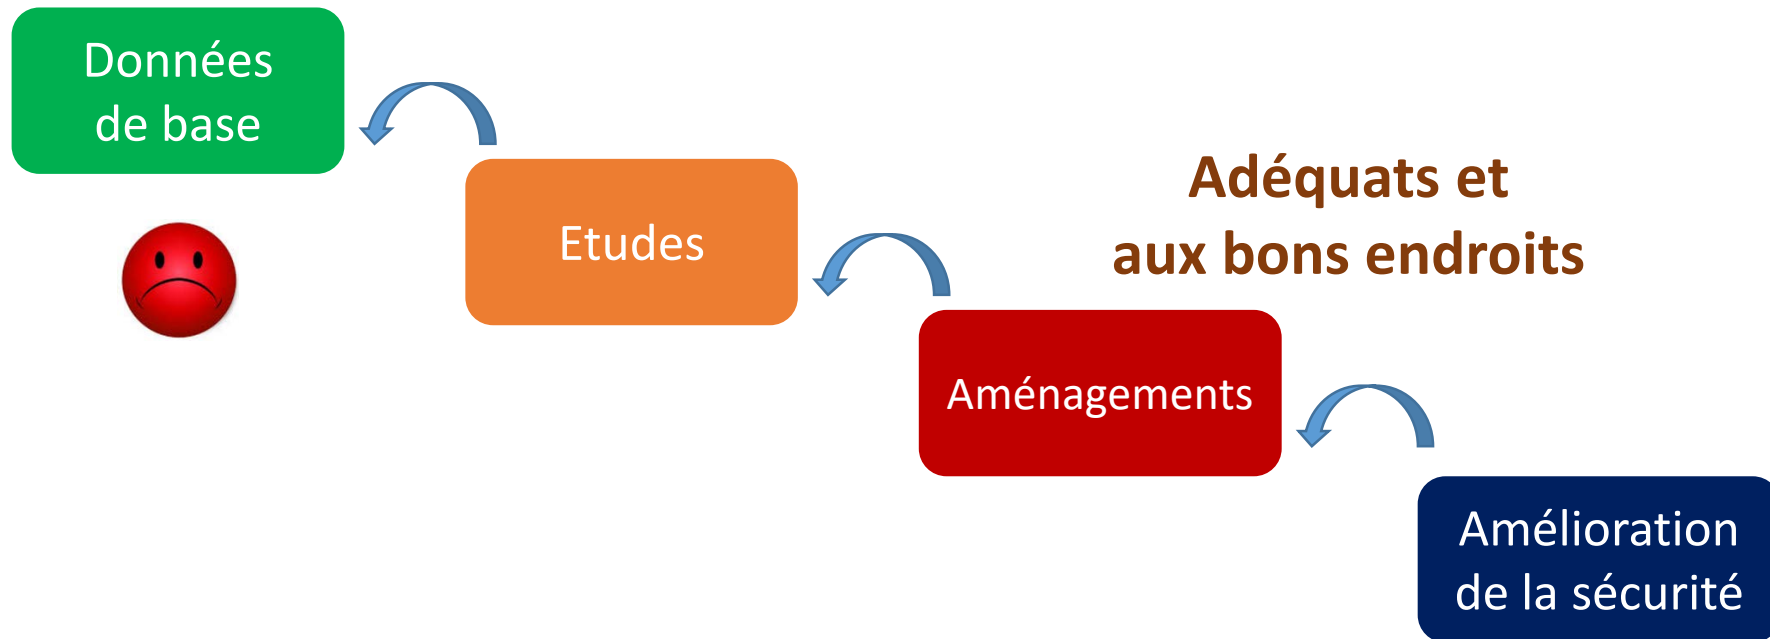 Données
de base
Etudes
Adéquats et
aux bons endroits
Aménagements
Amélioration
de la sécurité